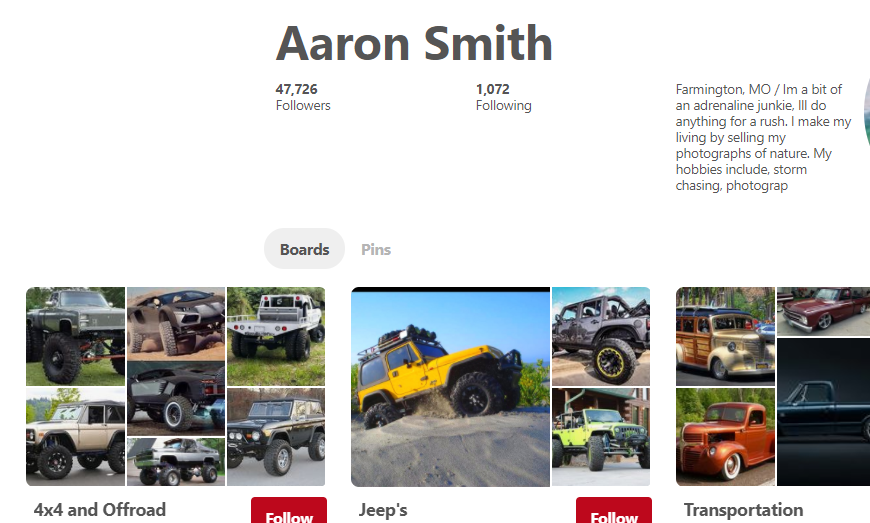 Aaron Smith
47,726
Followers
1,072
Following
Farmington, MO / Im a bit of
an adrenaline junkie, Ill do
anything for a rush. I make my
living by selling my
photographs of nature. My
hobbies include, storm
chasing, photograp
Boards
Pins
4x4 and Offroad
Follow
Jeep's
Follow
Transportation